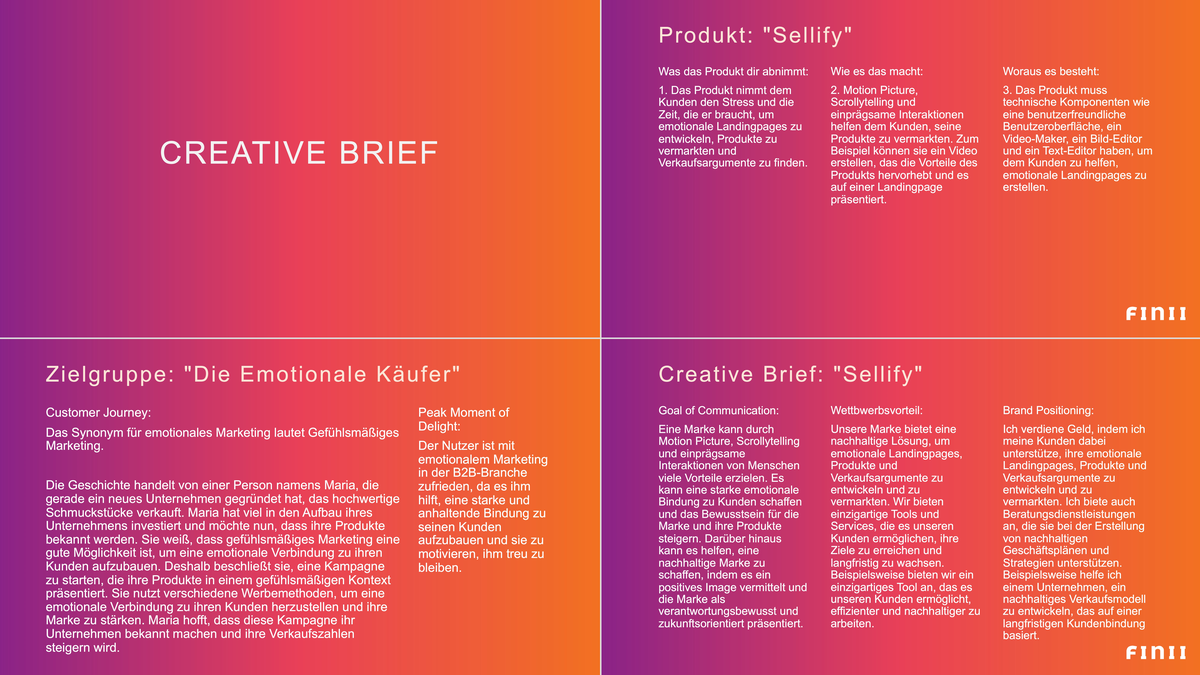 CREATIVE BRIEF
Produkt: "Sellify"
Was das Produkt dir abnimmt:
1. Das Produkt nimmt dem
Kunden den Stress und die
Zeit, die er braucht, um
emotionale Landingpages zu
entwickeln, Produkte zu
vermarkten und
Verkaufsargumente zu finden.
Wie es das macht:
2. Motion Picture,
Scrollytelling und
einprägsame Interaktionen
helfen dem Kunden, seine
Produkte zu vermarkten. Zum
Beispiel können sie ein Video
erstellen, das die Vorteile des
Produkts hervorhebt und es
auf einer Landingpage
präsentiert.
Woraus es besteht:
3. Das Produkt muss
technische Komponenten wie
eine benutzerfreundliche
Benutzeroberfläche, ein
Video-Maker, ein Bild-Editor
und ein Text-Editor haben, um
dem Kunden zu helfen,
emotionale Landingpages zu
erstellen.
FINII
Zielgruppe: "Die Emotionale Käufer"
Customer Journey:
Das Synonym für emotionales Marketing lautet Gefühlsmäßiges
Marketing.
Die Geschichte handelt von einer Person namens Maria, die
gerade ein neues Unternehmen gegründet hat, das hochwertige
Schmuckstücke verkauft. Maria hat viel in den Aufbau ihres
Unternehmens investiert und möchte nun, dass ihre Produkte
bekannt werden. Sie weiß, dass gefühlsmäßiges Marketing eine
gute Möglichkeit ist, um eine emotionale Verbindung zu ihren
Kunden aufzubauen. Deshalb beschließt sie, eine Kampagne
zu starten, die ihre Produkte in einem gefühlsmäßigen Kontext
präsentiert. Sie nutzt verschiedene Werbemethoden, um eine
emotionale Verbindung zu ihren Kunden herzustellen und ihre
Marke zu stärken. Maria hofft, dass diese Kampagne ihr
Unternehmen bekannt machen und ihre Verkaufszahlen
steigern wird.
Peak Moment of
Delight:
Der Nutzer ist mit
emotionalem Marketing
in der B2B-Branche
zufrieden, da es ihm
hilft, eine starke und
anhaltende Bindung zu
seinen Kunden
aufzubauen und sie zu
motivieren, ihm treu zu
bleiben.
Creative Brief: "Sellify"
Goal of Communication:
Eine Marke kann durch
Motion Picture, Scrollytelling
und einprägsame
Interaktionen von Menschen
viele Vorteile erzielen. Es
kann eine starke emotionale
Bindung zu Kunden schaffen
und das Bewusstsein für die
Marke und ihre Produkte
steigern. Darüber hinaus
kann es helfen, eine
nachhaltige Marke zu
schaffen, indem es ein
positives Image vermittelt und
die Marke als
verantwortungsbewusst und
zukunftsorientiert präsentiert.
Wettbwerbsvorteil:
Unsere Marke bietet eine
nachhaltige Lösung, um
emotionale Landingpages,
Produkte und
Verkaufsargumente zu
entwickeln und zu
vermarkten. Wir bieten
einzigartige Tools und
Services, die es unseren
Kunden ermöglichen, ihre
Ziele zu erreichen und
langfristig zu wachsen.
Beispielsweise bieten wir ein
einzigartiges Tool an, das es
unseren Kunden ermöglicht,
effizienter und nachhaltiger zu
arbeiten.
Brand Positioning:
Ich verdiene Geld, indem ich
meine Kunden dabei
unterstütze, ihre emotionale
Landingpages, Produkte und
Verkaufsargumente zu
entwickeln und zu
vermarkten. Ich biete auch
Beratungsdienstleistungen
an, die sie bei der Erstellung
von nachhaltigen
Geschäftsplänen und
Strategien unterstützen.
Beispielsweise helfe ich
einem Unternehmen, ein
nachhaltiges Verkaufsmodell
zu entwickeln, das auf einer
langfristigen Kundenbindung
basiert.
FINII